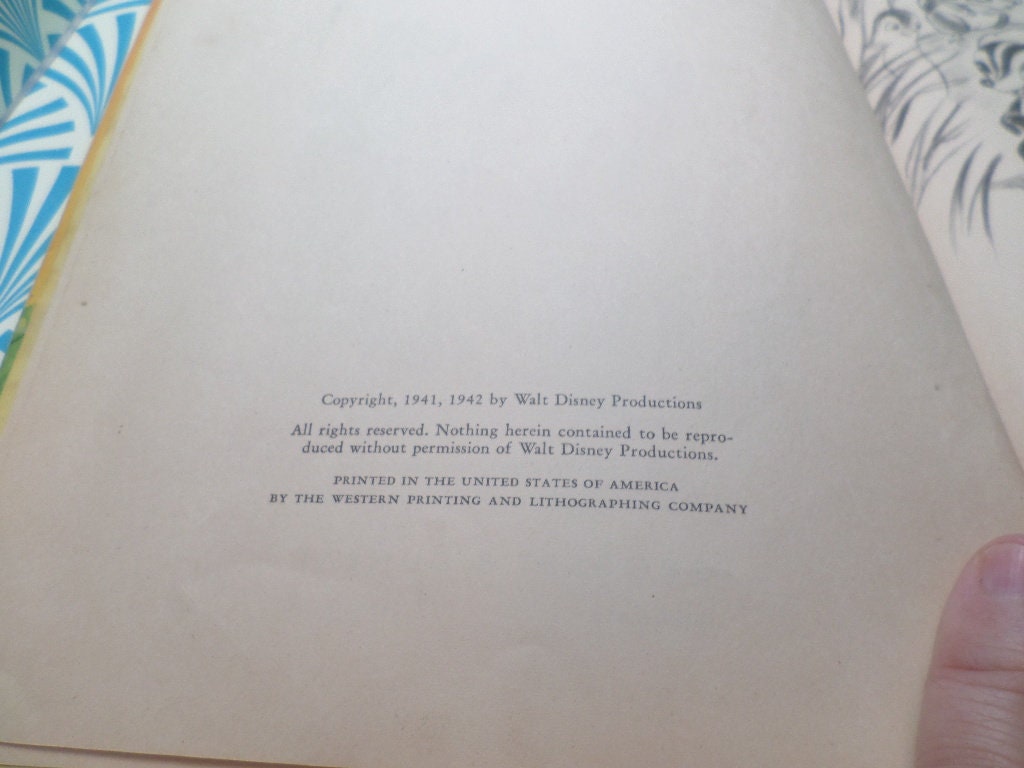 Copyright, 1941, 1942 by Walt Disney Productions
All rights reserved. Nothing herein contained to be repro-
duced without permission of Walt Disney Productions.
PRINTED IN THE UNITED STATES OF AMERICA
BY THE WESTERN PRINTING AND LITHOGRAPHING COMPANY